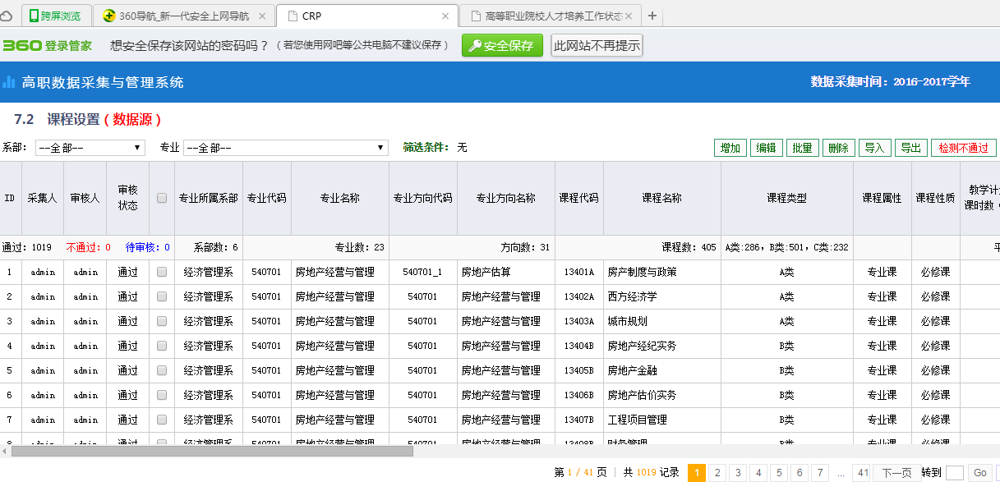 跨屏浏览 360导航_新一代安全上网导航 CRP 高等职业院校人才培养工作状态
360 登录管家 想安全保存该网站的密码吗？（若您使用网吧等公共电脑不建议保存） 安全保存 此网站不再提示
高职数据采集与管理系统 数据采集时间：2016-2017学年
7.2 课程设置（数据源）
系部： --全部-- 专业 --全部-- 筛选条件： 无 增加 编辑 批量 删除 导入 导出 检测不通过
ID 采集人 审核人 审核状态 专业所属系部 专业代码 专业名称 专业方向代码 专业方向名称 课程代码 课程名称 课程类型 课程属性 课程性质 教学计 课时数
通过：1019 不通过：0 待审核：0 系部数：6 专业数：23 方向数：31 课程数：405 A类:286，B类:501，C类:232
1 admin admin 通过 经济管理系 540701 房地产经营与管理 540701_1 房地产估算 13401A 房产制度与政策 A类 专业课 必修课
2 admin admin 通过 经济管理系 540701 房地产经营与管理 540701 房地产经营与管理 13402A 西方经济学 A类 专业课 必修课
3 admin admin 通过 经济管理系 540701 房地产经营与管理 540701 房地产经营与管理 13403A 城市规划 A类 专业课 必修课
4 admin admin 通过 经济管理系 540701 房地产经营与管理 540701 房地产经营与管理 13404B 房地产经纪实务 B类 专业课 必修课
5 admin admin 通过 经济管理系 540701 房地产经营与管理 540701 房地产经营与管理 13405B 房地产金融 B类 专业课 必修课
6 admin admin 通过 经济管理系 540701 房地产经营与管理 540701 房地产经营与管理 13406B 房地产估价实务 B类 专业课 必修课
7 admin admin 通过 经济管理系 540701 房地产经营与管理 540701 房地产经营与管理 13407B 工程项目管理 B类 专业课 必修课
第 1 / 41 页 共 1019 记录 1 2 3 4 5 6 7 ... 41 下一页 转到 Go